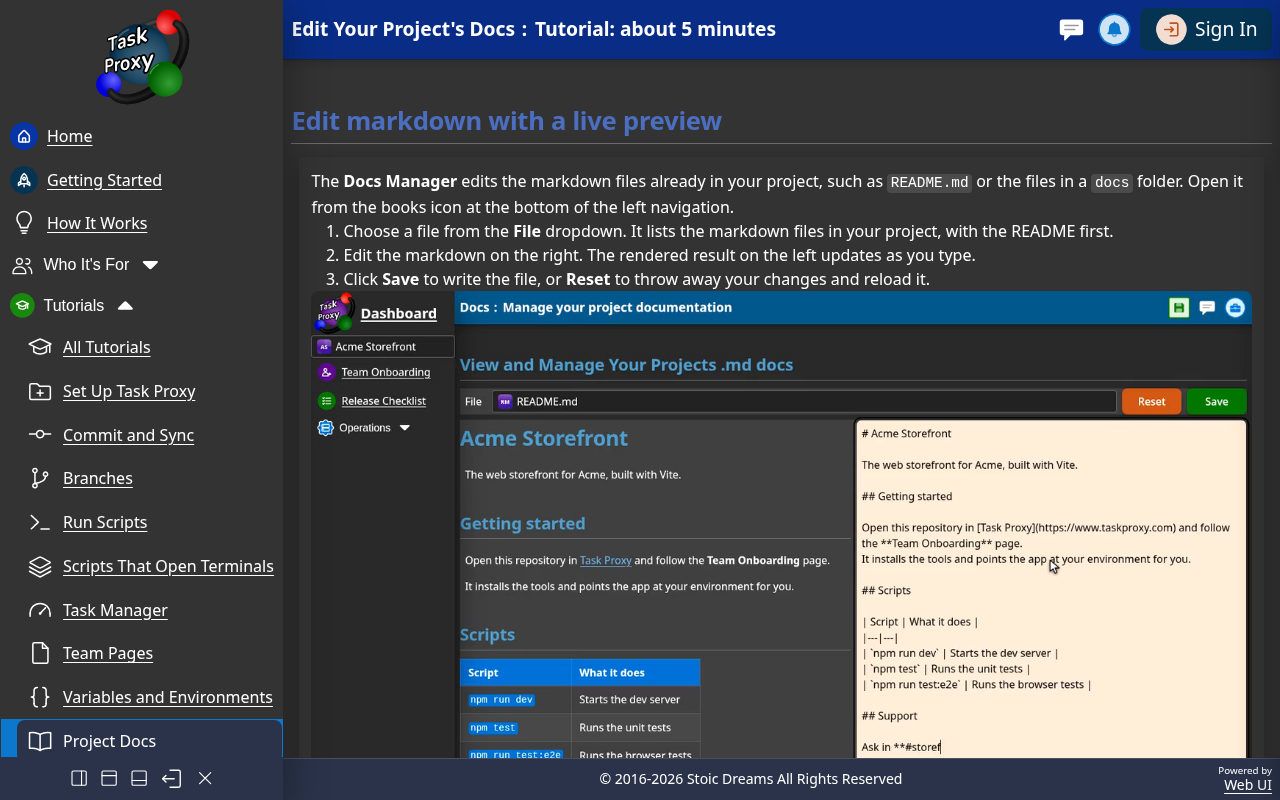 Task
Proxy
Home
Getting Started
How It Works
Who It's For
Tutorials
All Tutorials
Set Up Task Proxy
Commit and Sync
Branches
Run Scripts
Scripts That Open Terminals
Task Manager
Team Pages
Variables and Environments
Project Docs
Edit Your Project's Docs : Tutorial: about 5 minutes
Sign In
Edit markdown with a live preview
The Docs Manager edits the markdown files already in your project, such as README.md or the files in a docs folder. Open it
from the books icon at the bottom of the left navigation.
1. Choose a file from the File dropdown. It lists the markdown files in your project, with the README first.
2. Edit the markdown on the right. The rendered result on the left updates as you type.
3. Click Save to write the file, or Reset to throw away your changes and reload it.
Task
Proxy
Dashboard
AS Acme Storefront
Team Onboarding
Release Checklist
Operations
Docs : Manage your project documentation
View and Manage Your Projects .md docs
File
RM README.md
Reset
Save
Acme Storefront
The web storefront for Acme, built with Vite.
Getting started
Open this repository in Task Proxy and follow the Team Onboarding page.
It installs the tools and points the app at your environment for you.
Scripts
Script What it does
npm run dev Starts the dev server
npm test Runs the unit tests
npm run test:e2e Runs the browser tests
# Acme Storefront
The web storefront for Acme, built with Vite.
## Getting started
Open this repository in [Task Proxy](https://www.taskproxy.com) and follow
the **Team Onboarding** page.
It installs the tools and points the app at your environment for you.
## Scripts
| Script | What it does |
|---|---|
| `npm run dev` | Starts the dev server |
| `npm test` | Runs the unit tests |
| `npm run test:e2e` | Runs the browser tests |
## Support
Ask in **#storef
© 2016-2026 Stoic Dreams All Rights Reserved
Powered by
Web UI